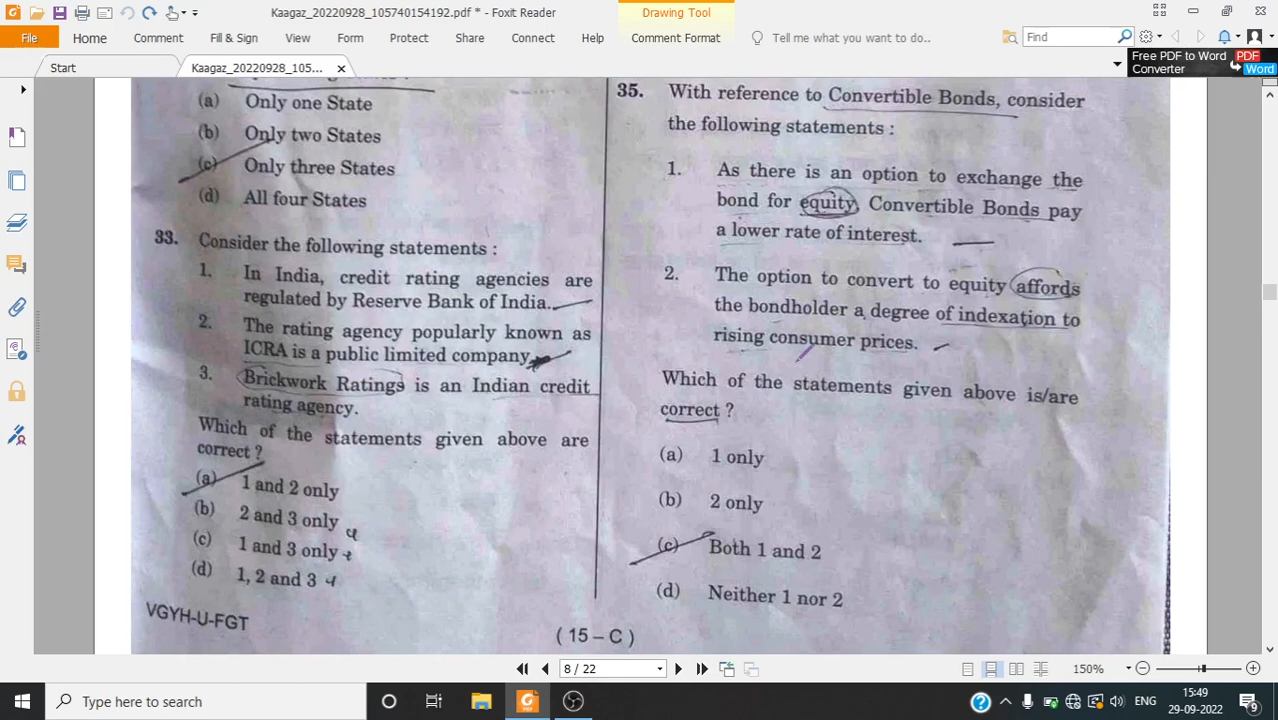 Kaagaz_20220928_105740154192.pdf * - Foxit Reader
Drawing Tool
File
Home
Comment
Fill & Sign
View
Form
Protect
Share
Connect
Help
Comment Format
Tell me what you want to do..
Find
Start
Kaagaz_20220928_105...
Free PDF to Word
Converter
PDF
Word
(a) Only one State
(b) Only two States
(c) Only three States
(d) All four States
33. Consider the following statements :
1. In India, credit rating agencies are
regulated by Reserve Bank of India.
2. The rating agency popularly known as
ICRA is a public limited company.
3. Brickwork Ratings is an Indian credit
rating agency.
Which of the statements given above are
correct ?
(a) 1 and 2 only
(b) 2 and 3 only
(c) 1 and 3 only
(d) 1, 2 and 3
VGYH-U-FGT
35. With reference to Convertible Bonds, consider
the following statements :
1. As there is an option to exchange the
bond for equity, Convertible Bonds pay
a lower rate of interest.
2. The option to convert to equity affords
the bondholder a degree of indexation to
rising consumer prices.
Which of the statements given above is/are
correct ?
(a) 1 only
(b) 2 only
(c) Both 1 and 2
(d) Neither 1 nor 2
( 15 – C )
8 / 22
150%
Type here to search
ENG
15:49
29-09-2022
9